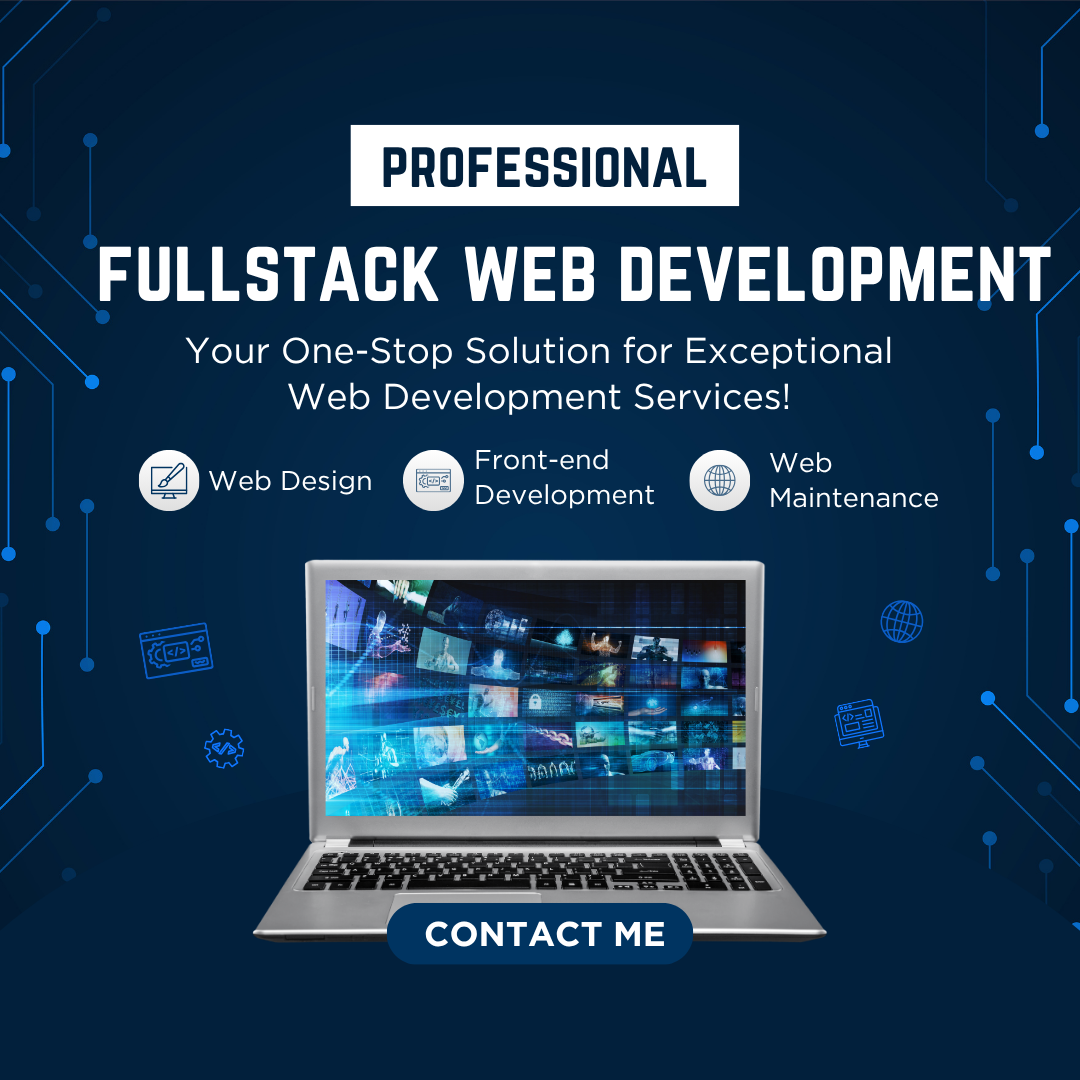 PROFESSIONAL
FULLSTACK WEB DEVELOPMENT
Your One-Stop Solution for Exceptional
Web Development Services!
Web Design
Front-end
Development
Web
Maintenance
CONTACT ME